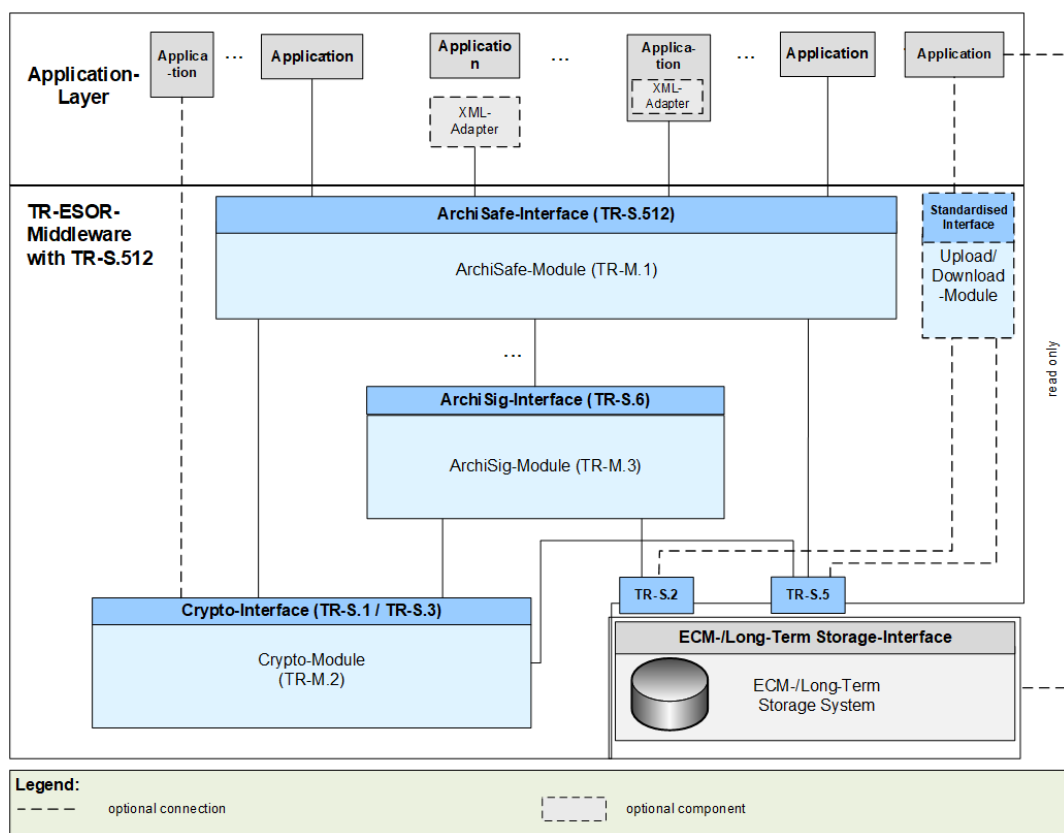 Applica
-tion
...
Application
Applicatio
n
XML-
Adapter
...
Applica-
tion
XML-
Adapter
...
Application
Application
Application-
Layer
read only
TR-ESOR-
Middleware
with TR-S.512
ArchiSafe-Interface (TR-S.512)
ArchiSafe-Module (TR-M.1)
Standardised
Interface
Upload/
Download
-Module
...
ArchiSig-Interface (TR-S.6)
ArchiSig-Module (TR-M.3)
TR-S.2
TR-S.5
Crypto-Interface (TR-S.1 / TR-S.3)
Crypto-Module
(TR-M.2)
ECM-/Long-Term Storage-Interface
ECM-/Long-Term
Storage System
Legend:
optional connection
optional component